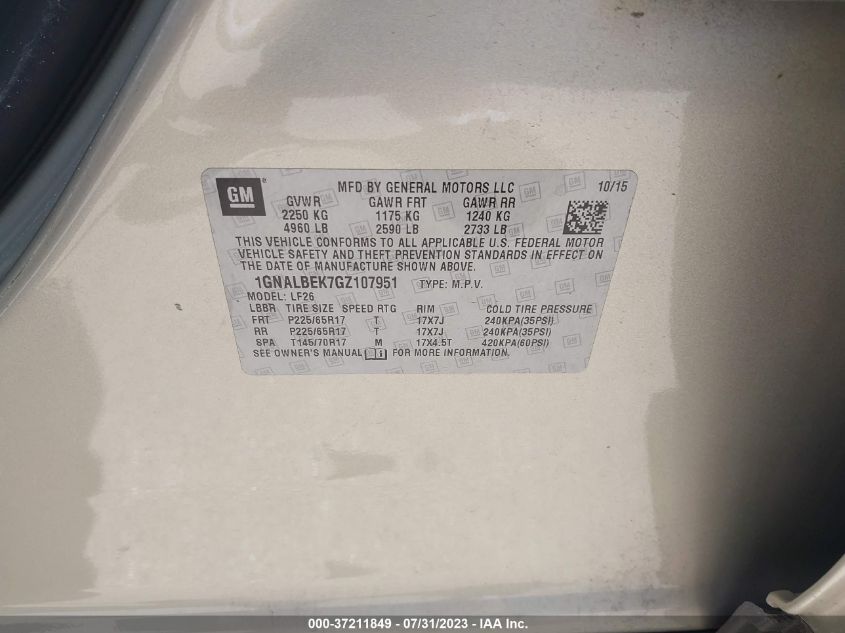 GM ®
MFD BY GENERAL MOTORS LLC 10/15
GVWR GAWR FRT GAWR RR
2250 KG 1175 KG 1240 KG
4960 LB 2590 LB 2733 LB
THIS VEHICLE CONFORMS TO ALL APPLICABLE U.S. FEDERAL MOTOR
VEHICLE SAFETY AND THEFT PREVENTION STANDARDS IN EFFECT ON
THE DATE OF MANUFACTURE SHOWN ABOVE.
1GNALBEK7GZ107951 TYPE: M.P.V.
MODEL: LF26
LBBR TIRE SIZE SPEED RTG RIM COLD TIRE PRESSURE
FRT P225/65R17 T 17X7J 240KPA(35PSI)
RR P225/65R17 T 17X7J 240KPA(35PSI)
SPA T145/70R17 M 17X4.5T 420KPA(60PSI)
SEE OWNER'S MANUAL FOR MORE INFORMATION.
000-37211849 - 07/31/2023 - IAA Inc.